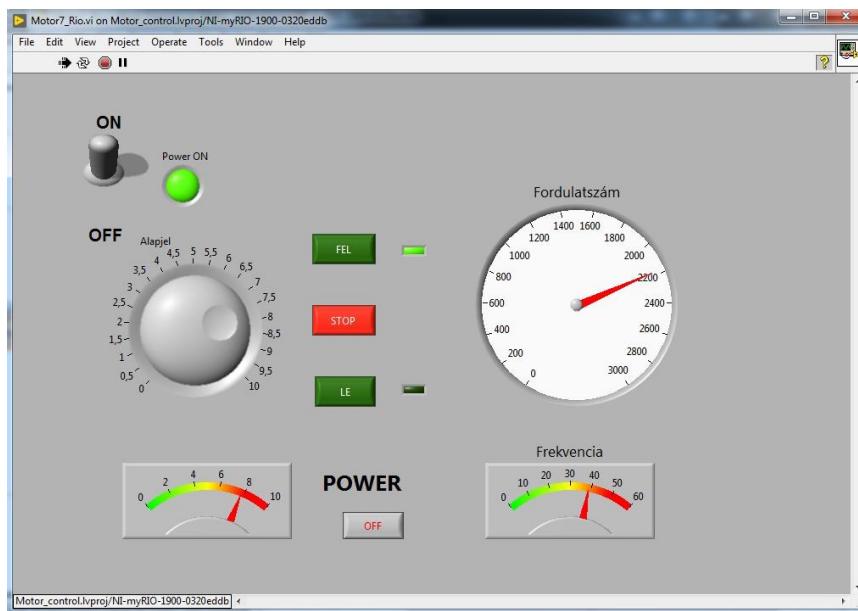 Motor7_Rio.vi on Motor_control.lvproj/NI-myRIO-1900-0320eddb
File Edit View Project Operate Tools Window Help
ON
Power ON
OFF
Alapjel
0 0,5 1 1,5 2 2,5 3 3,5 4 4,5 5 5,5 6 6,5 7 7,5 8 8,5 9 9,5 10
FEL
STOP
LE
Fordulatszám
0 200 400 600 800 1000 1200 1400 1600 1800 2000 2200 2400 2600 2800 3000
0 2 4 6 8 10
POWER
OFF
Frekvencia
0 10 20 30 40 50 60
Motor_control.lvproj/NI-myRIO-1900-0320eddb